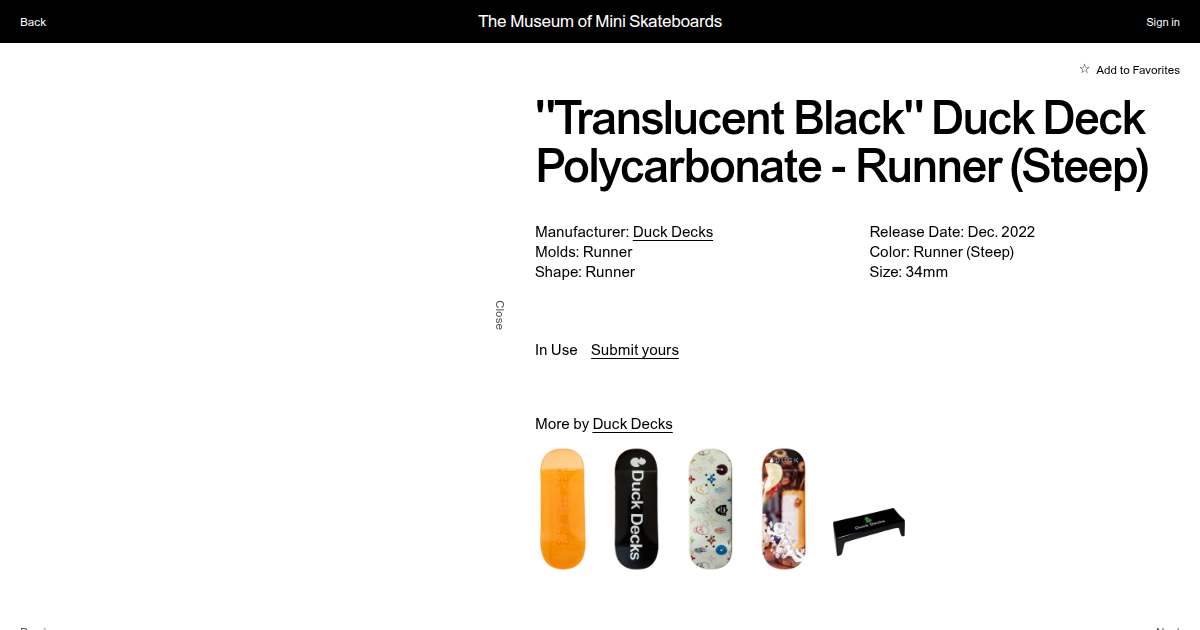 Back
The Museum of Mini Skateboards
Sign in
☆ Add to Favorites
"Translucent Black" Duck Deck
Polycarbonate - Runner (Steep)
Manufacturer: Duck Decks
Molds: Runner
Shape: Runner
Release Date: Dec. 2022
Color: Runner (Steep)
Size: 34mm
Close
In Use Submit yours
More by Duck Decks
Duck Decks
Duck Decks